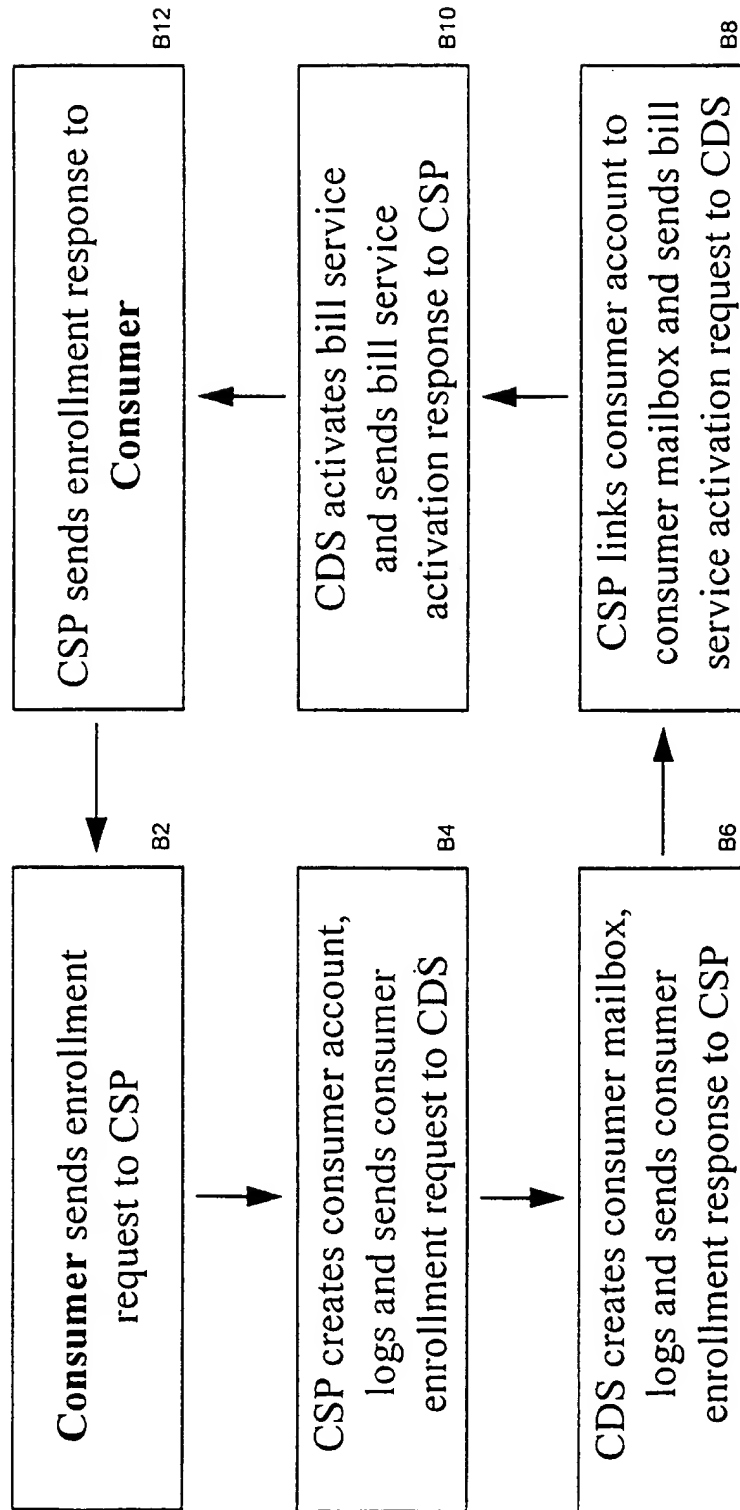 Consumer sends enrollment
request to CSP
B2
CSP creates consumer account,
logs and sends consumer
enrollment request to CDS
B4
CDS creates consumer mailbox,
logs and sends consumer
enrollment response to CSP
B6
CSP links consumer account to
consumer mailbox and sends bill
service activation request to CDS
B8
CDS activates bill service
and sends bill service
activation response to CSP
B10
CSP sends enrollment response to
Consumer
B12